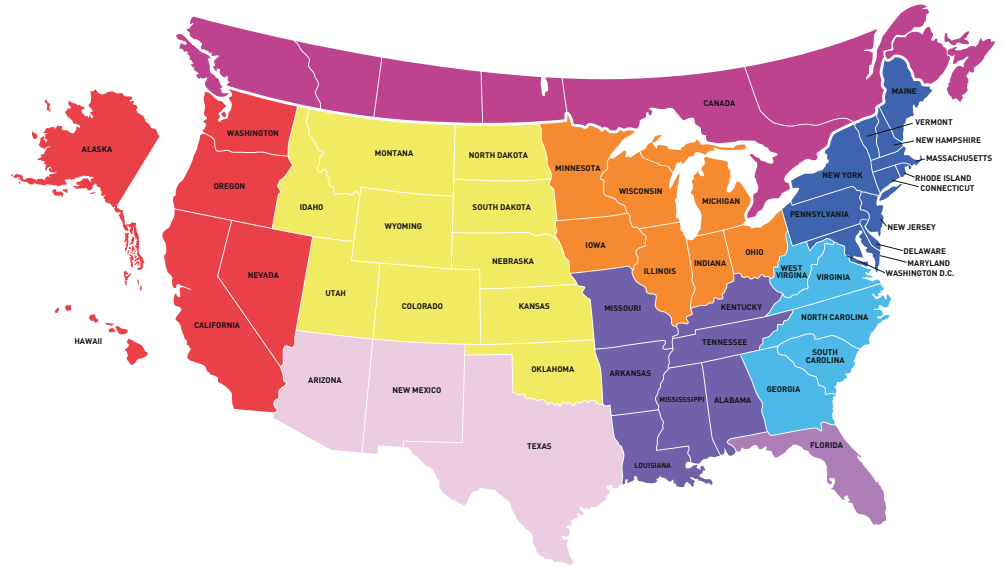 CANADA
MAINE
VERMONT
NEW HAMPSHIRE
MASSACHUSETTS
RHODE ISLAND
CONNECTICUT
NEW YORK
PENNSYLVANIA
NEW JERSEY
DELAWARE
MARYLAND
WASHINGTON D.C.
ALASKA
WASHINGTON
OREGON
MONTANA
IDAHO
WYOMING
NORTH DAKOTA
SOUTH DAKOTA
NEBRASKA
MINNESOTA
WISCONSIN
MICHIGAN
IOWA
ILLINOIS
INDIANA
OHIO
WEST
VIRGINIA
VIRGINIA
NEVADA
UTAH
COLORADO
KANSAS
MISSOURI
KENTUCKY
NORTH CAROLINA
CALIFORNIA
HAWAII
TENNESSEE
SOUTH
CAROLINA
ARIZONA
NEW MEXICO
OKLAHOMA
ARKANSAS
MISSISSSIPPI
ALABAMA
GEORGIA
TEXAS
LOUISIANA
FLORIDA